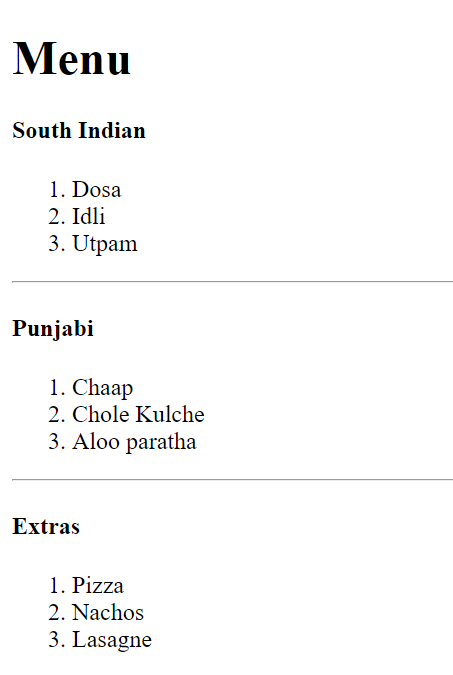 Menu
South Indian
1. Dosa
2. Idli
3. Utpam
Punjabi
1. Chaap
2. Chole Kulche
3. Aloo paratha
Extras
1. Pizza
2. Nachos
3. Lasagne